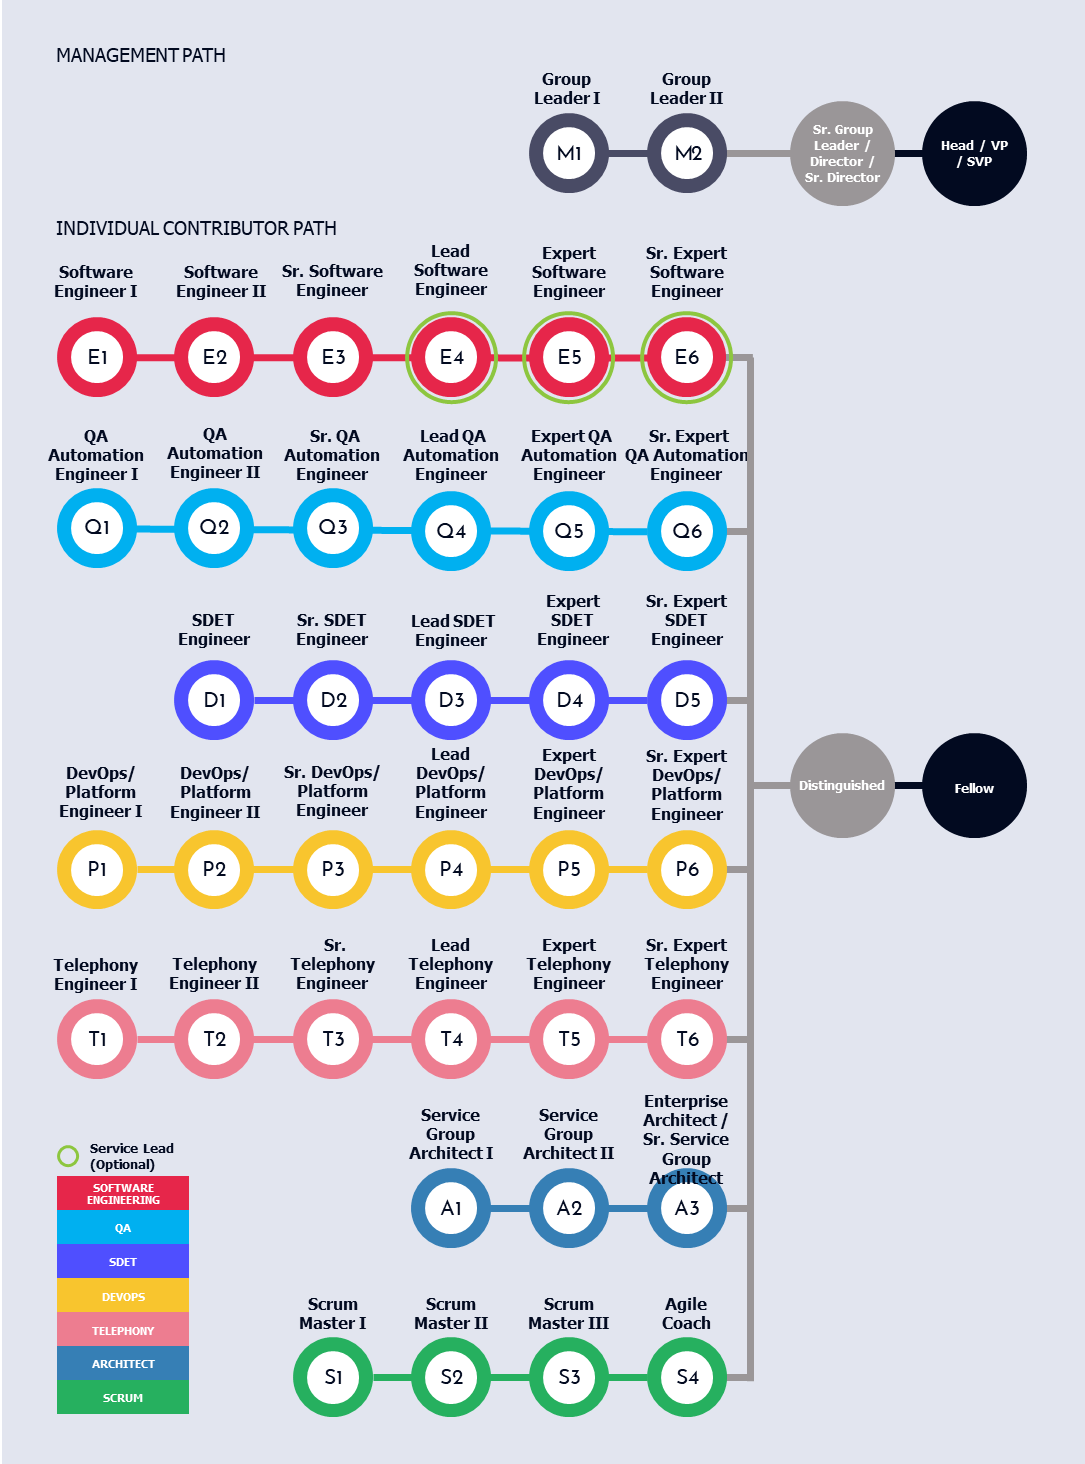 MANAGEMENT PATH
Group
Leader I
Group
Leader II
M1
M2
Sr. Group
Leader /
Director /
Sr. Director
Head / VP
/ SVP
INDIVIDUAL CONTRIBUTOR PATH
Software
Engineer I
Software
Engineer II
Sr. Software
Engineer
Lead
Software
Engineer
Expert
Software
Engineer
Sr. Expert
Software
Engineer
E1
E2
E3
E4
E5
E6
QA
Automation
Engineer I
QA
Automation
Engineer II
Sr. QA
Automation
Engineer
Lead QA
Automation
Engineer
Expert QA
Automation
Engineer
Sr. Expert
QA Automation
Engineer
Q1
Q2
Q3
Q4
Q5
Q6
SDET
Engineer
Sr. SDET
Engineer
Lead SDET
Engineer
Expert
SDET
Engineer
Sr. Expert
SDET
Engineer
D1
D2
D3
D4
D5
DevOps/
Platform
Engineer I
DevOps/
Platform
Engineer II
Sr. DevOps/
Platform
Engineer
Lead
DevOps/
Platform
Engineer
Expert
DevOps/
Platform
Engineer
Sr. Expert
DevOps/
Platform
Engineer
Distinguished
Fellow
P1
P2
P3
P4
P5
P6
Telephony
Engineer I
Telephony
Engineer II
Sr.
Telephony
Engineer
Lead
Telephony
Engineer
Expert
Telephony
Engineer
Sr. Expert
Telephony
Engineer
T1
T2
T3
T4
T5
T6
Service
Group
Architect I
Service
Group
Architect II
Enterprise
Architect /
Sr. Service
Group
Architect
A1
A2
A3
Service Lead
(Optional)
SOFTWARE
ENGINEERING
QA
SDET
DEVOPS
TELEPHONY
ARCHITECT
SCRUM
Scrum
Master I
Scrum
Master II
Scrum
Master III
Agile
Coach
S1
S2
S3
S4